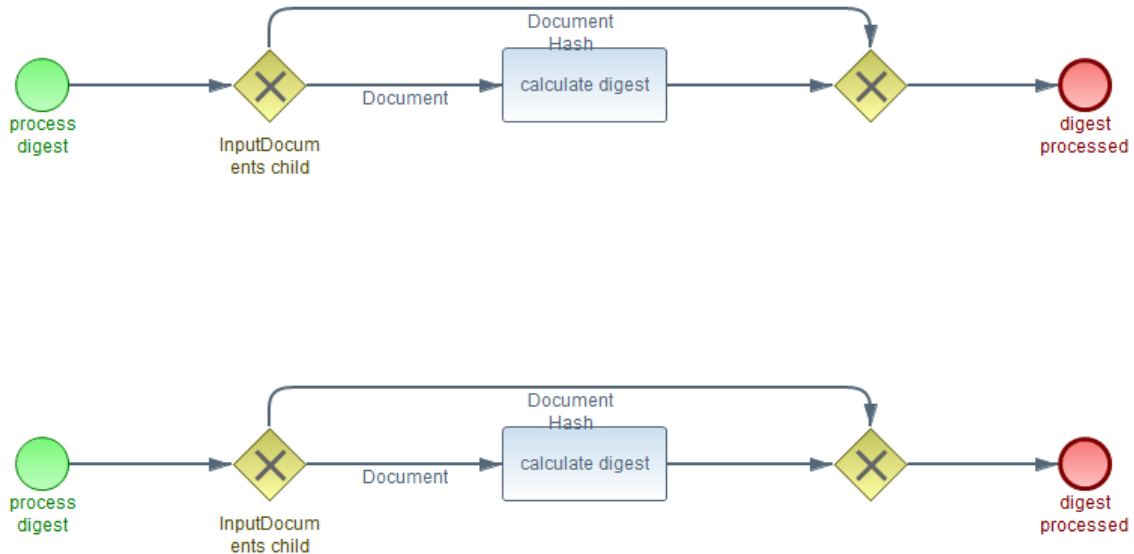 Document
Hash
calculate digest
Document
process
digest
InputDocum
ents child
digest
processed
Document
Hash
calculate digest
Document
process
digest
InputDocum
ents child
digest
processed